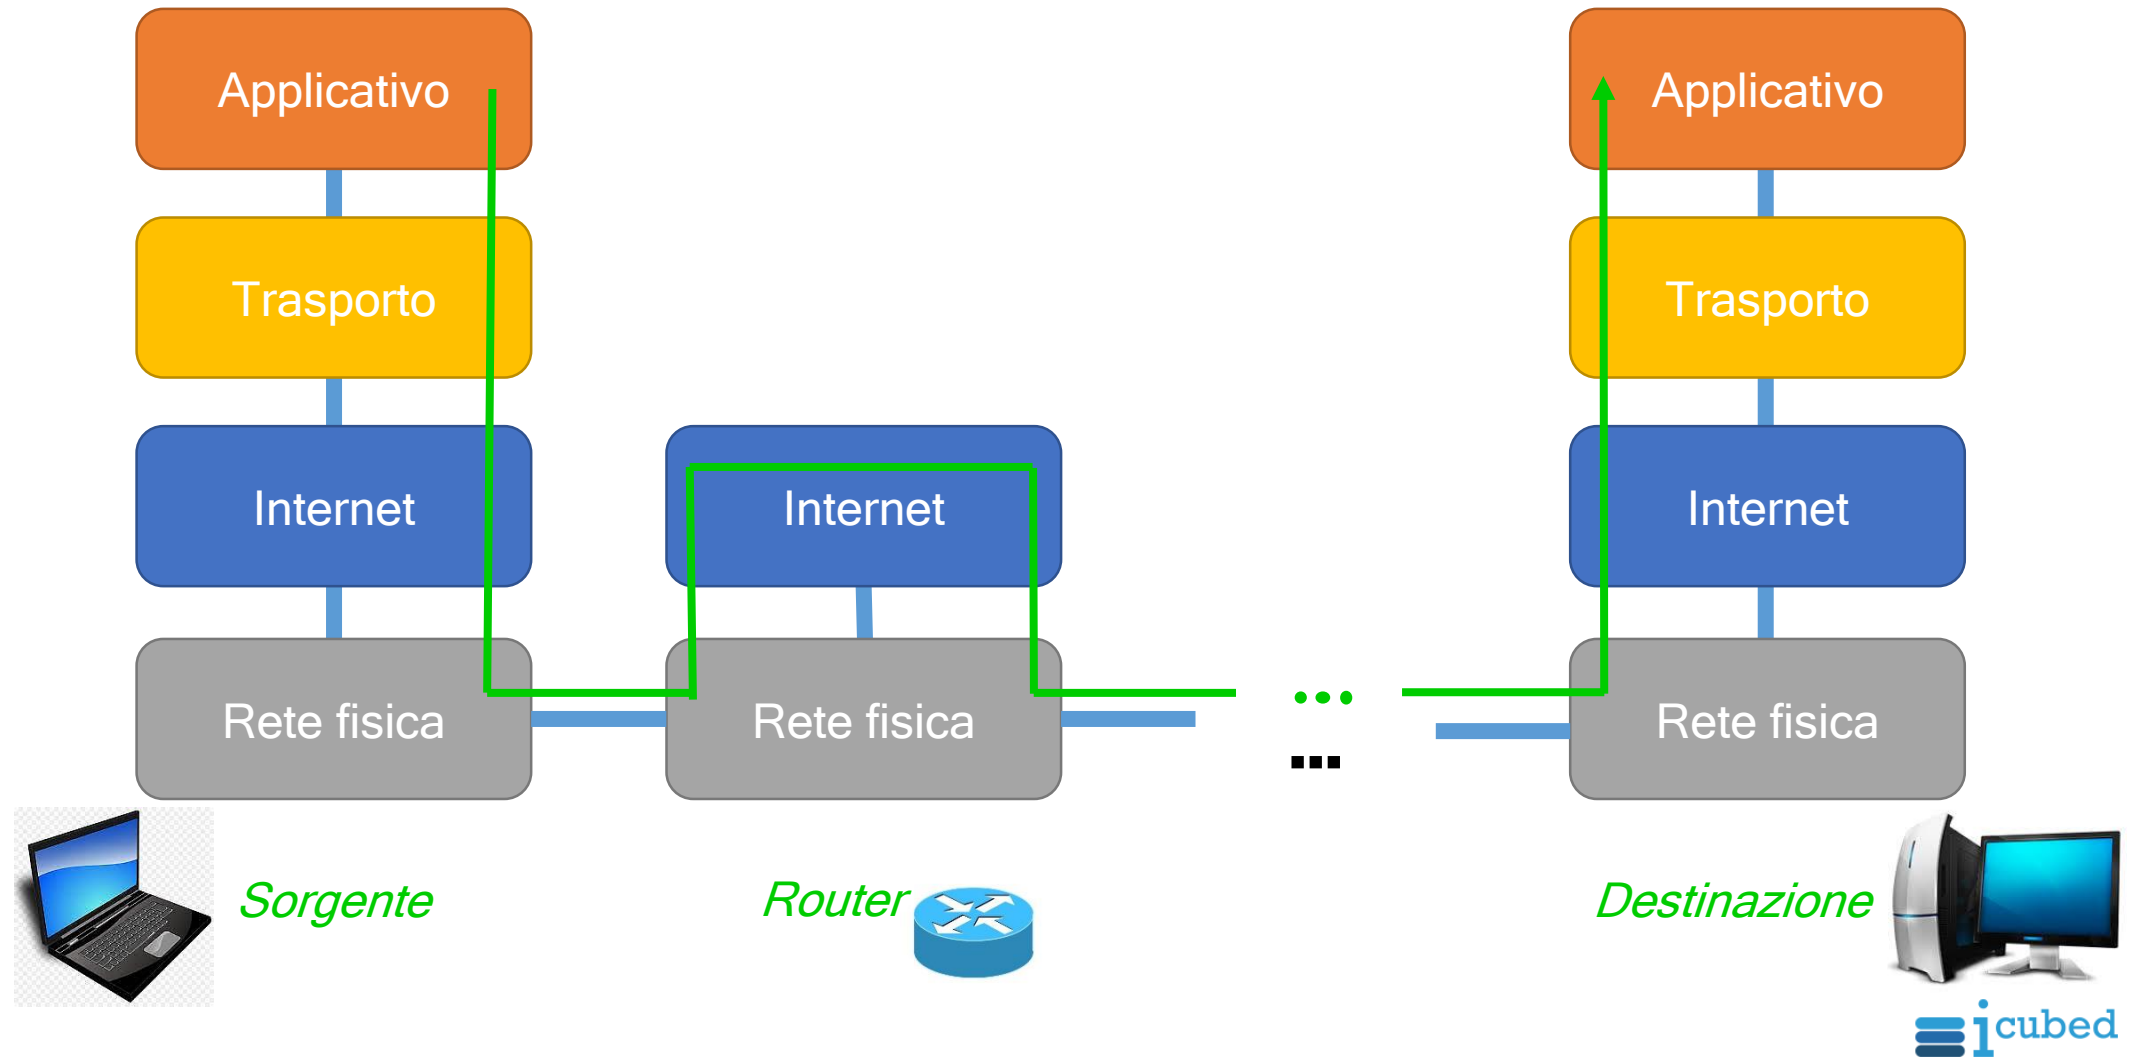 Applicativo
Applicativo
Trasporto
Trasporto
Internet
Internet
Internet
Rete fisica
Rete fisica
...
...
Rete fisica
Sorgente
Router
Destinazione
icubed